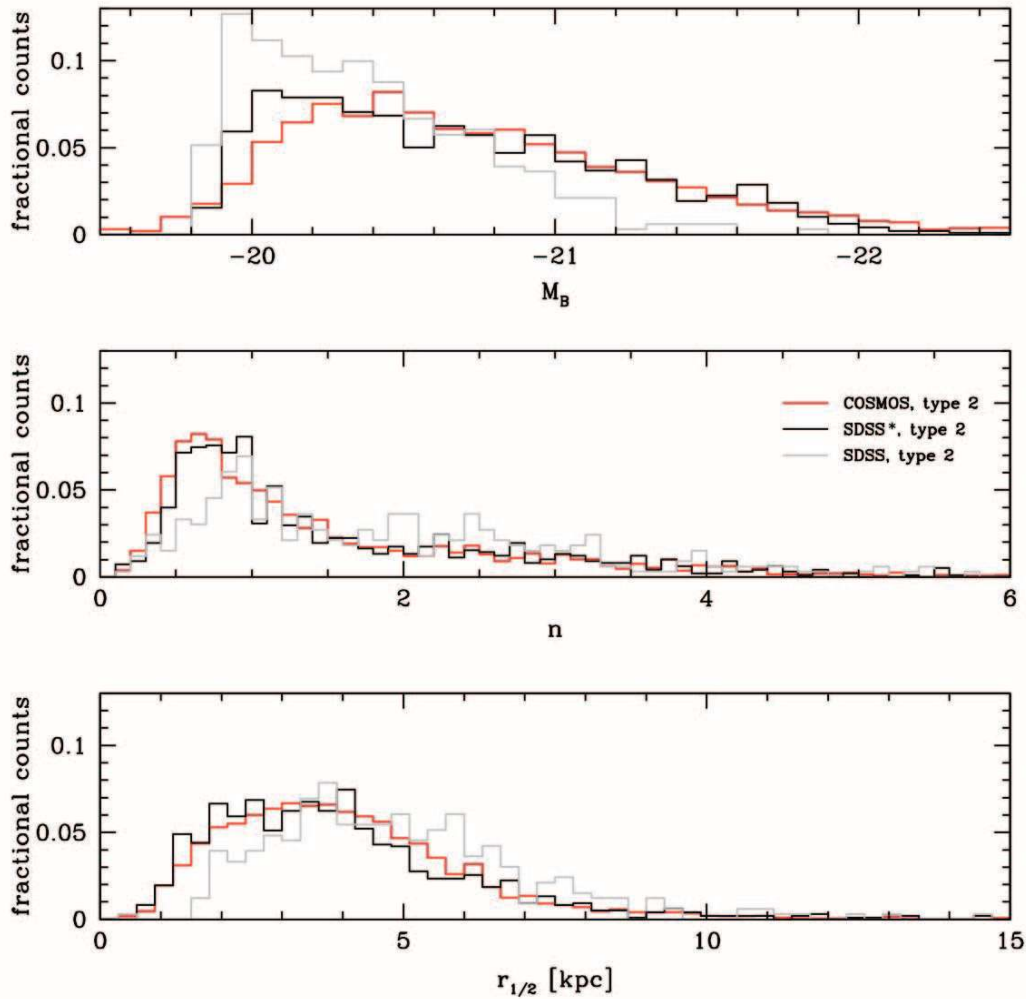 fractional counts
0.1
0.05
0
-20
-21
-22
M_B
fractional counts
0.1
0.05
0
COSMOS, type 2
SDSS*, type 2
SDSS, type 2
0
2
4
6
n
fractional counts
0.1
0.05
0
0
5
10
15
r_{1/2} [kpc]